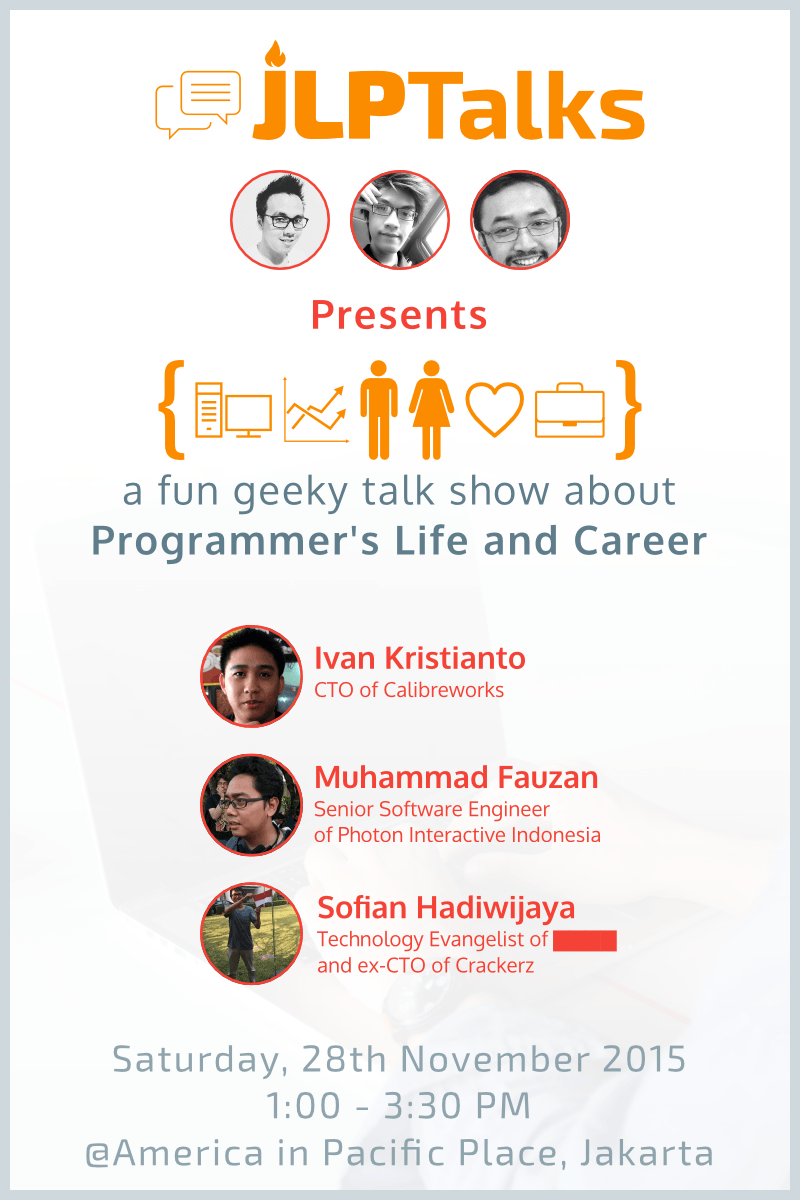 JLPTalks
Presents
a fun geeky talk show about
Programmer's Life and Career
Ivan Kristianto
CTO of Calibreworks
Muhammad Fauzan
Senior Software Engineer
of Photon Interactive Indonesia
Sofian Hadiwijaya
Technology Evangelist of
and ex-CTO of Crackerz
Saturday, 28th November 2015
1:00 - 3:30 PM
@America in Pacific Place, Jakarta